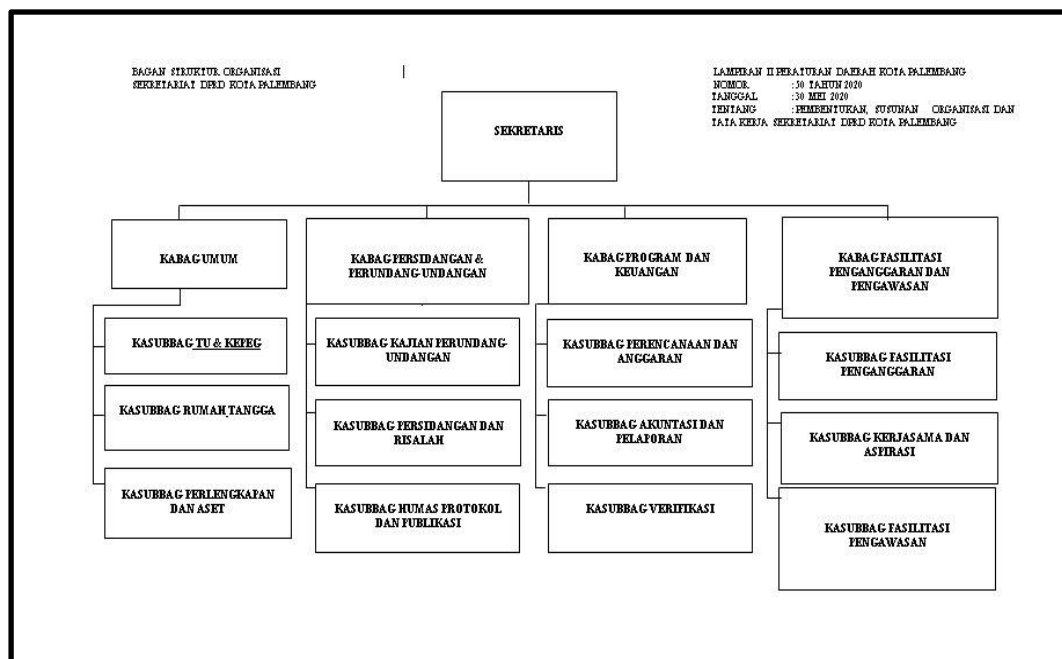 BAGAN STRUKTUR ORGANISASI
SEKRETARIAT DPRD KOTA PALEMBANG
LAMPIRAN II PERATURAN DAERAH KOTA PALEMBANG
NOMOR :50 TAHUN 2020
TANGGAL :30 MEI 2020
TENTANG :PEMBENTUKAN, SUSUNAN ORGANISASI DAN
TATA KERJA SEKRETARIAT DPRD KOTA PALEMBANG
SEKRETARIS
KABAG UMUM
KABAG PERSIDANGAN &
PERUNDANG-UNDANGAN
KABAG PROGRAM DAN
KEUANGAN
KABAG FASILITASI
PENGANGGARAN DAN
PENGAWASAN
KASUBBAG TU & KEPEG
KASUBBAG KAJIAN PERUNDANG-
UNDANGAN
KASUBBAG PERENCANAAN DAN
ANGGARAN
KASUBBAG FASILITASI
PENGANGGARAN
KASUBBAG RUMAH TANGGA
KASUBBAG PERSIDANGAN DAN
RISALAH
KASUBBAG AKUNTASI DAN
PELAPORAN
KASUBBAG KERJASAMA DAN
ASPIRASI
KASUBBAG PERLENGKAPAN
DAN ASET
KASUBBAG HUMAS PROTOKOL
DAN PUBLIKASI
KASUBBAG VERIFIKASI
KASUBBAG FASILITASI
PENGAWASAN